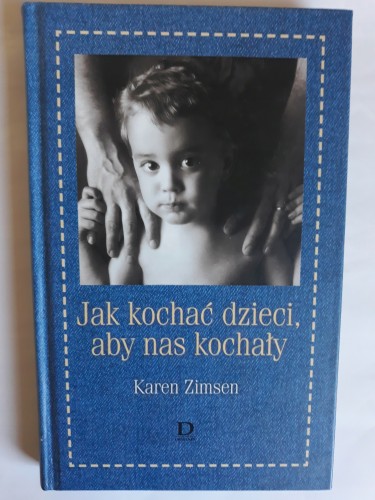 Jak kochać dzieci,
aby nas kochały
Karen Zimsen
D